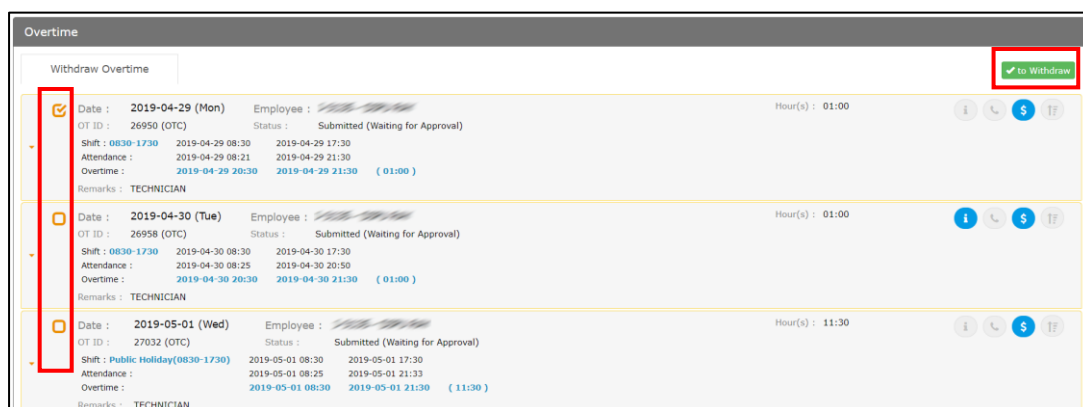 Overtime
Withdraw Overtime
✔ to Withdraw
Date : 2019-04-29 (Mon) Employee : Hour(s) : 01:00
OT ID : 26950 (OTC) Status : Submitted (Waiting for Approval)
Shift : 0830-1730 2019-04-29 08:30 2019-04-29 17:30
Attendance : 2019-04-29 08:21 2019-04-29 21:30
Overtime : 2019-04-29 20:30 2019-04-29 21:30 ( 01:00 )
Remarks : TECHNICIAN
Date : 2019-04-30 (Tue) Employee : Hour(s) : 01:00
OT ID : 26958 (OTC) Status : Submitted (Waiting for Approval)
Shift : 0830-1730 2019-04-30 08:30 2019-04-30 17:30
Attendance : 2019-04-30 08:25 2019-04-30 20:50
Overtime : 2019-04-30 20:30 2019-04-30 21:30 ( 01:00 )
Remarks : TECHNICIAN
Date : 2019-05-01 (Wed) Employee : Hour(s) : 11:30
OT ID : 27032 (OTC) Status : Submitted (Waiting for Approval)
Shift : Public Holiday(0830-1730) 2019-05-01 08:30 2019-05-01 17:30
Attendance : 2019-05-01 08:25 2019-05-01 21:33
Overtime : 2019-05-01 08:30 2019-05-01 21:30 ( 11:30 )
Remarks : TECHNICIAN